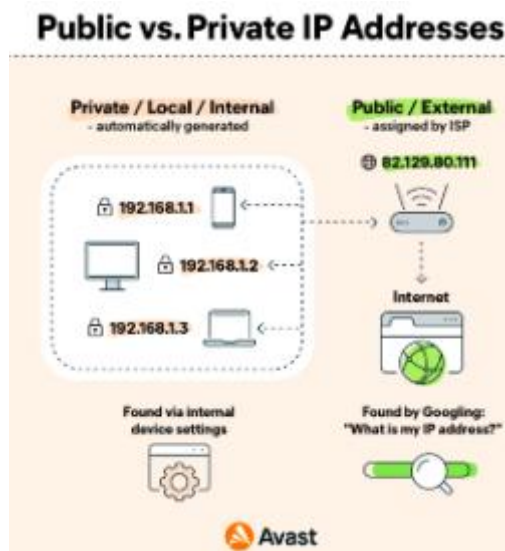 Public vs. Private IP Addresses
Private / Local / Internal
- automatically generated
Public / External
- assigned by ISP
82.129.80.111
192.168.1.1
192.168.1.2
192.168.1.3
Internet
Found via internal
device settings
Found by Googling:
"What is my IP address?"
Avast